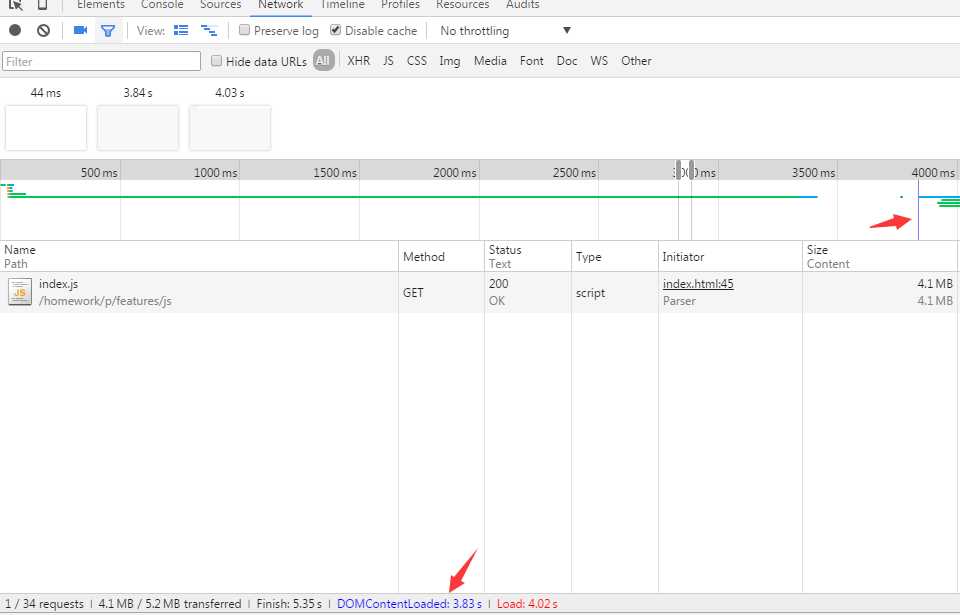 Elements Console Sources Network Timeline Profiles Resources Audits
View: Preserve log Disable cache No throttling
Filter Hide data URLs All XHR JS CSS Img Media Font Doc WS Other
44 ms 3.84 s 4.03 s
500 ms 1000 ms 1500 ms 2000 ms 2500 ms 3500 ms 4000 ms
Name Method Status Type Initiator Size
Path Text Content
index.js GET 200 script index.html:45 4.1 MB
JS
/homework/p/features/js OK Parser 4.1 MB
1 / 34 requests | 4.1 MB / 5.2 MB transferred | Finish: 5.35 s | DOMContentLoaded: 3.83 s | Load: 4.02 s